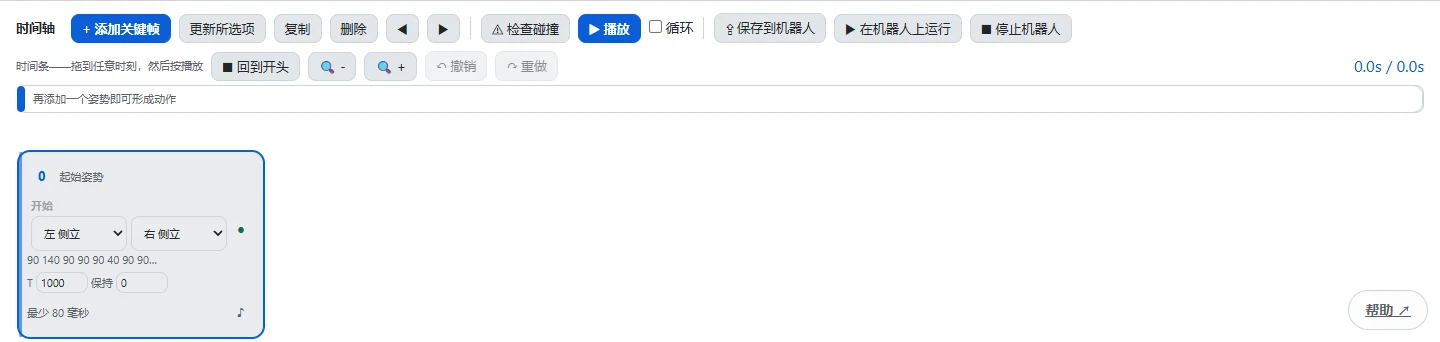 时间轴 + 添加关键帧 更新所选项 复制 删除 ◀ ▶ ⚠ 检查碰撞 ▶ 播放 循环 ⇪保存到机器人 ▶ 在机器人上运行 ■ 停止机器人
时间条——拖到任意时刻，然后按播放 ■ 回到开头 🔍 - 🔍 + ↶ 撤销 ↷ 重做 0.0s / 0.0s
再添加一个姿势即可形成动作
0 起始姿势
开始
左 侧立 右 侧立
90 140 90 90 90 40 90 90...
T 1000 保持 0
最少 80 毫秒 ♪
帮助 ↗